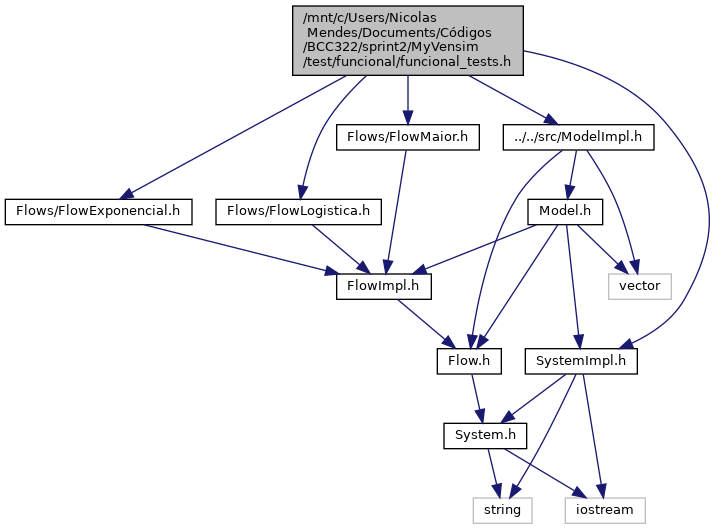 /mnt/c/Users/Nicolas
Mendes/Documents/Códigos
/BCC322/sprint2/MyVensim
/test/funcional/funcional_tests.h
Flows/FlowMaior.h
../../src/ModelImpl.h
Flows/FlowExponencial.h
Flows/FlowLogistica.h
Model.h
FlowImpl.h
vector
Flow.h
SystemImpl.h
System.h
string
iostream